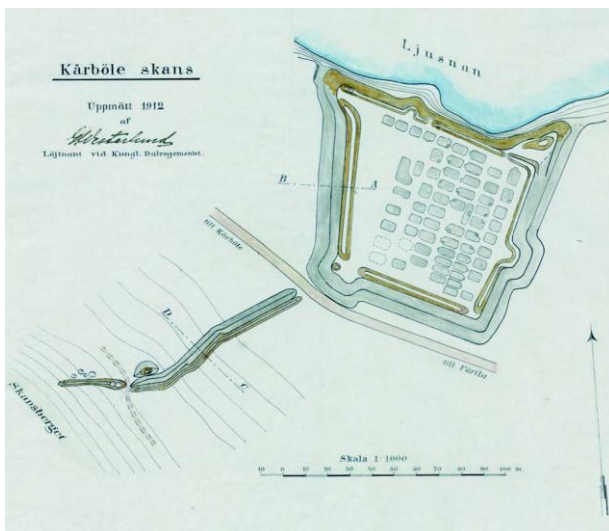 Kårböle skans
Uppmätt 1912
af
GWesterlund
Löjtnant vid Kungl. Dalregementet.
Ljusnan
B
A
till Kårböle
till Färila
D
C
Skansberget
Skala 1:1000
10 0 10 20 30 40 50 60 70 80 90 100 m.